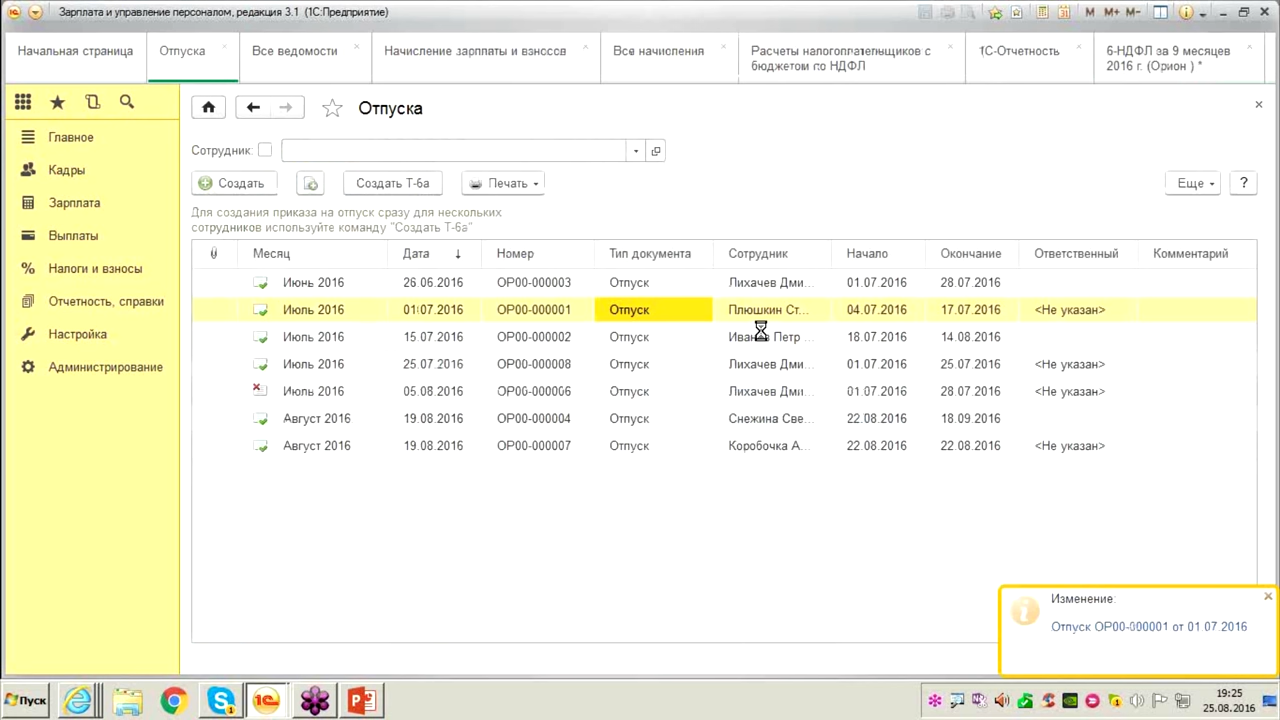 Зарплата и управление персоналом, редакция 3.1 (1С:Предприятие)
M M+ M-
Начальная страница
Отпуска
Все ведомости
Начисление зарплаты и взносов
Все начисления
Расчеты налогоплательщиков с
бюджетом по НДФЛ
1С-Отчетность
6-НДФЛ за 9 месяцев
2016 г. (Орион ) *
Главное
Кадры
Зарплата
Выплаты
Налоги и взносы
Отчетность, справки
Настройка
Администрирование
Отпуска
Сотрудник:
Создать
Создать Т-6а
Печать
Еще
?
Для создания приказа на отпуск сразу для нескольких
сотрудников используйте команду "Создать Т-6а"
Месяц Дата Номер Тип документа Сотрудник Начало Окончание Ответственный Комментарий
Июнь 2016 26.06.2016 ОР00-000003 Отпуск Лихачев Дми... 01.07.2016 28.07.2016
Июль 2016 01.07.2016 ОР00-000001 Отпуск Плюшкин Ст... 04.07.2016 17.07.2016 <Не указан>
Июль 2016 15.07.2016 ОР00-000002 Отпуск Иванов Петр ... 18.07.2016 14.08.2016
Июль 2016 25.07.2016 ОР00-000008 Отпуск Лихачев Дми... 01.07.2016 25.07.2016 <Не указан>
Июль 2016 05.08.2016 ОР00-000006 Отпуск Лихачев Дми... 01.07.2016 28.07.2016 <Не указан>
Август 2016 19.08.2016 ОР00-000004 Отпуск Снежина Све... 22.08.2016 18.09.2016
Август 2016 19.08.2016 ОР00-000007 Отпуск Коробочка А... 22.08.2016 22.08.2016 <Не указан>
Изменение:
Отпуск ОР00-000001 от 01.07.2016
Пуск
19:25
25.08.2016